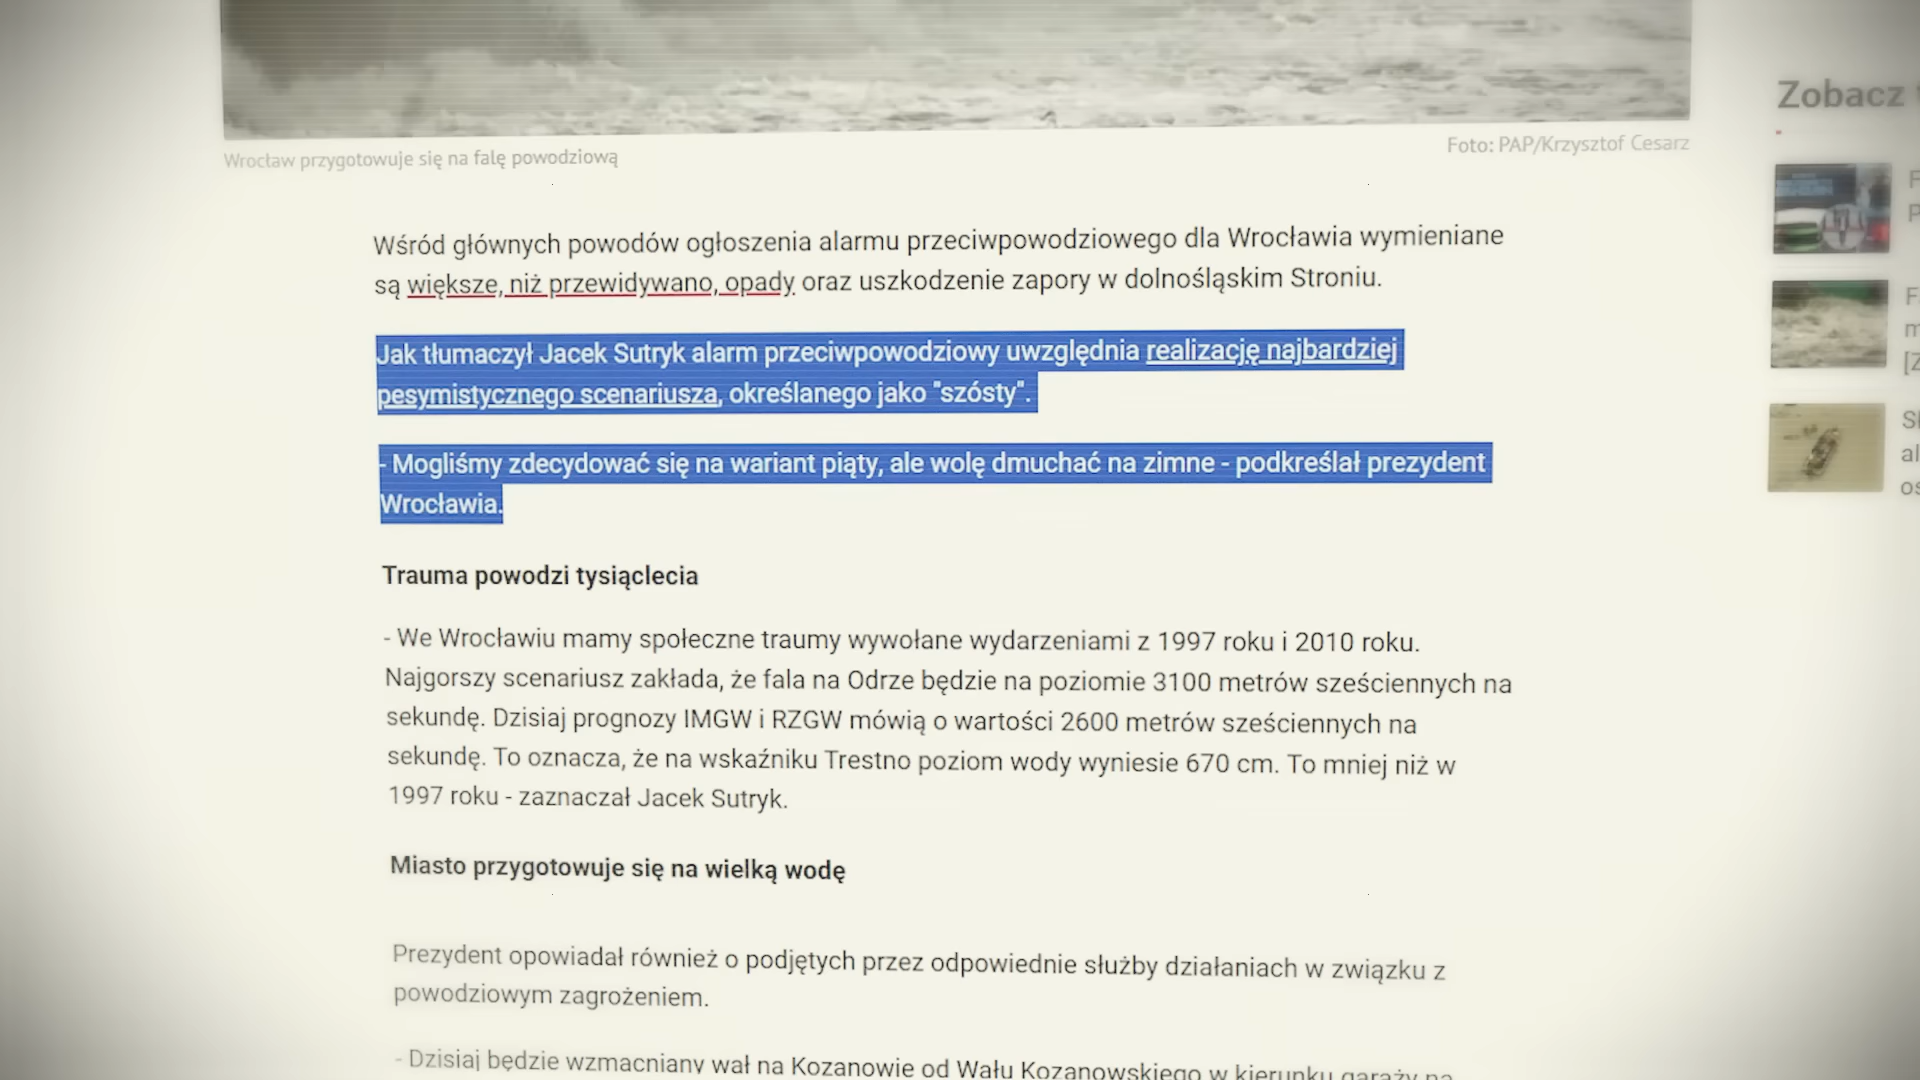 Zobacz
Wrocław przygotowuje się na falę powodziową
Foto: PAP/Krzysztof Cesarz
Wśród głównych powodów ogłoszenia alarmu przeciwpowodziowego dla Wrocławia wymieniane
są większe, niż przewidywano, opady oraz uszkodzenie zapory w dolnośląskim Stroniu.
Jak tłumaczył Jacek Sutryk alarm przeciwpowodziowy uwzględnia realizację najbardziej
pesymistycznego scenariusza, określanego jako "szósty".
- Mogliśmy zdecydować się na wariant piąty, ale wolę dmuchać na zimne - podkreślał prezydent
Wrocławia.
Trauma powodzi tysiąclecia
- We Wrocławiu mamy społeczne traumy wywołane wydarzeniami z 1997 roku i 2010 roku.
Najgorszy scenariusz zakłada, że fala na Odrze będzie na poziomie 3100 metrów sześciennych na
sekundę. Dzisiaj prognozy IMGW i RZGW mówią o wartości 2600 metrów sześciennych na
sekundę. To oznacza, że na wskaźniku Trestno poziom wody wyniesie 670 cm. To mniej niż w
1997 roku - zaznaczał Jacek Sutryk.
Miasto przygotowuje się na wielką wodę
Prezydent opowiadał również o podjętych przez odpowiednie służby działaniach w związku z
powodziowym zagrożeniem.
- Dzisiaj będzie wzmacniany wał na Kozanowie od Wału Kozanowskiego w kierunku garaży na